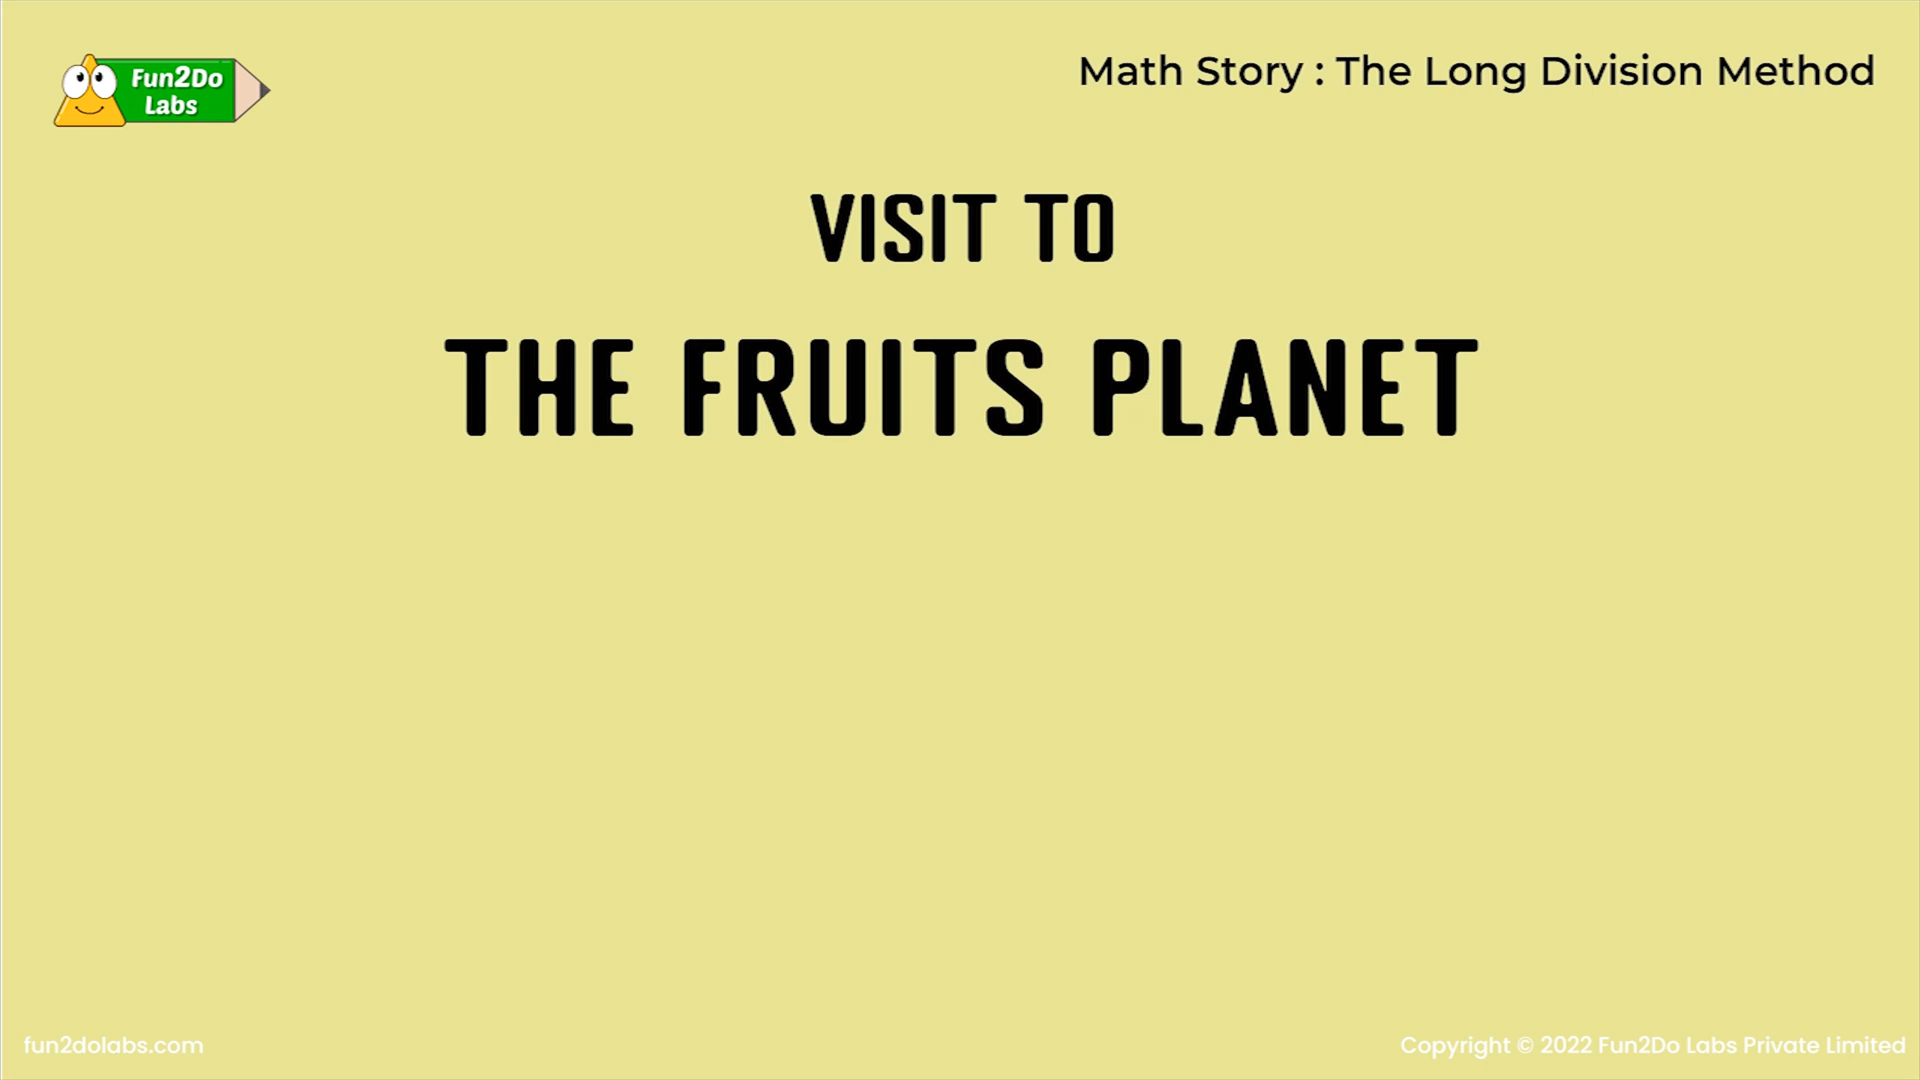 Fun2Do
Labs
Math Story : The Long Division Method
VISIT TO
THE FRUITS PLANET
fun2dolabs.com
Copyright © 2022 Fun2Do Labs Private Limited